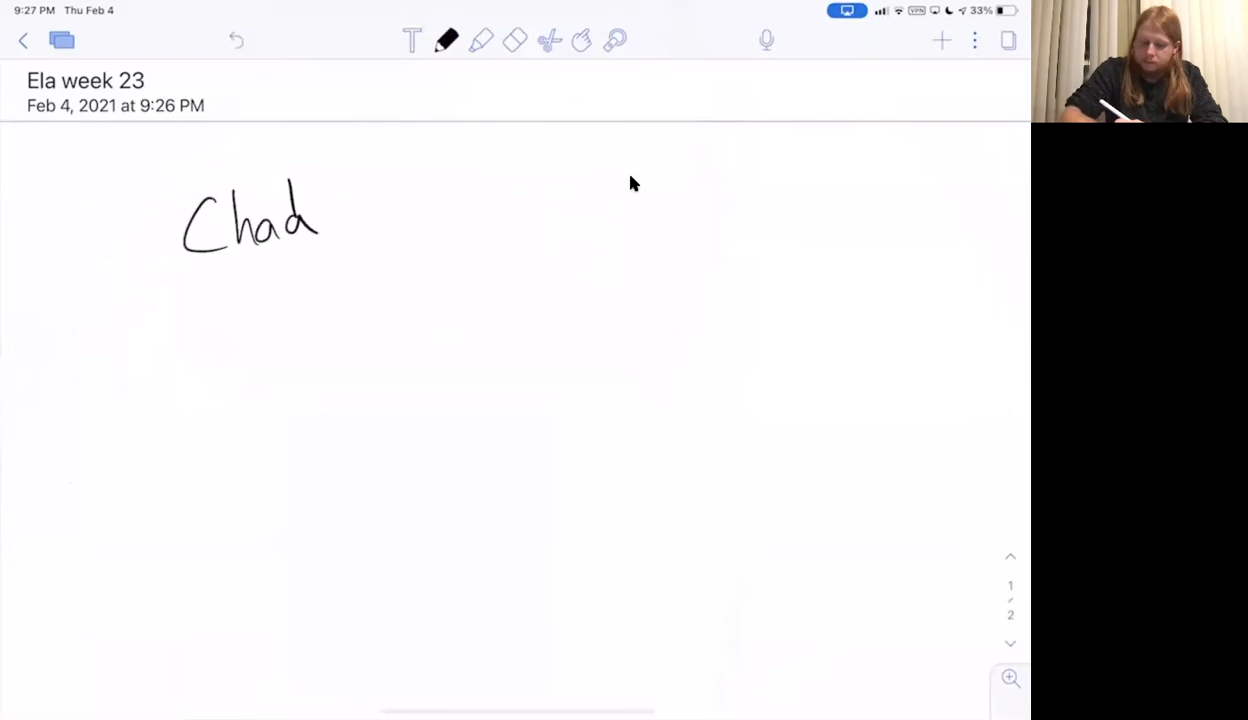 9:27 PM Thu Feb 4
VPN 33%
T
Ela week 23
Feb 4, 2021 at 9:26 PM
Chad
1
2